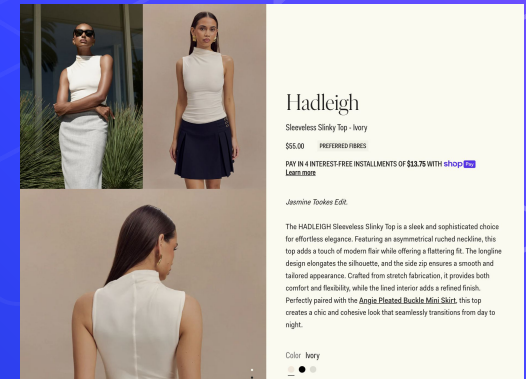 Hadleigh
Sleeveless Slinky Top - Ivory
$55.00 PREFERRED FIBRES
PAY IN 4 INTEREST-FREE INSTALLMENTS OF $13.75 WITH shop Pay
Learn more
Jasmine Tookes Edit.
The HADLEIGH Sleeveless Slinky Top is a sleek and sophisticated choice
for effortless elegance. Featuring an asymmetrical ruched neckline, this
top adds a touch of modern flair while offering a flattering fit. The longline
design elongates the silhouette, and the side zip ensures a smooth and
tailored appearance. Crafted from stretch fabrication, it provides both
comfort and flexibility, while the lined interior adds a refined finish.
Perfectly paired with the Angie Pleated Buckle Mini Skirt, this top
creates a chic and cohesive look that seamlessly transitions from day to
night.
Color Ivory